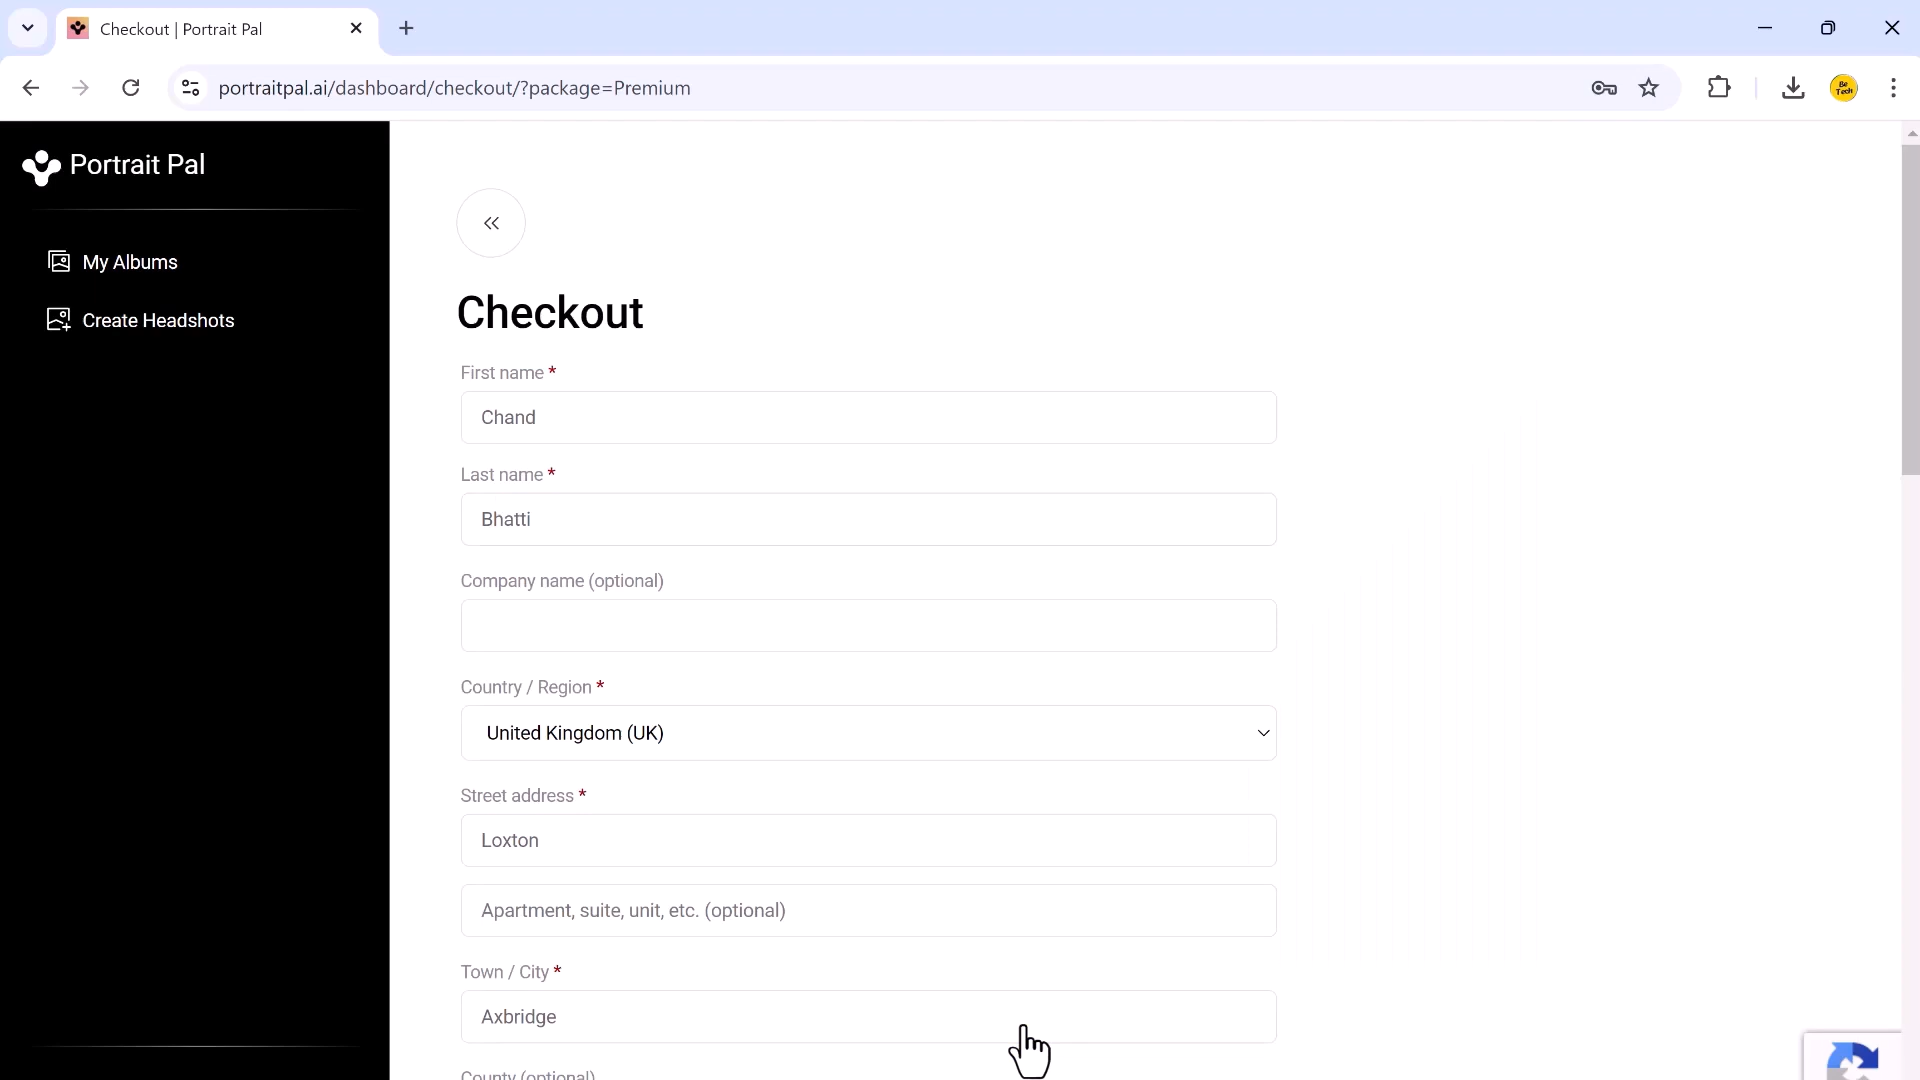 Checkout | Portrait Pal
portraitpal.ai/dashboard/checkout/?package=Premium
Be
Tech
Portrait Pal
My Albums
Create Headshots
Checkout
First name *
Chand
Last name *
Bhatti
Company name (optional)
Country / Region *
United Kingdom (UK)
Street address *
Loxton
Apartment, suite, unit, etc. (optional)
Town / City *
Axbridge
County (optional)